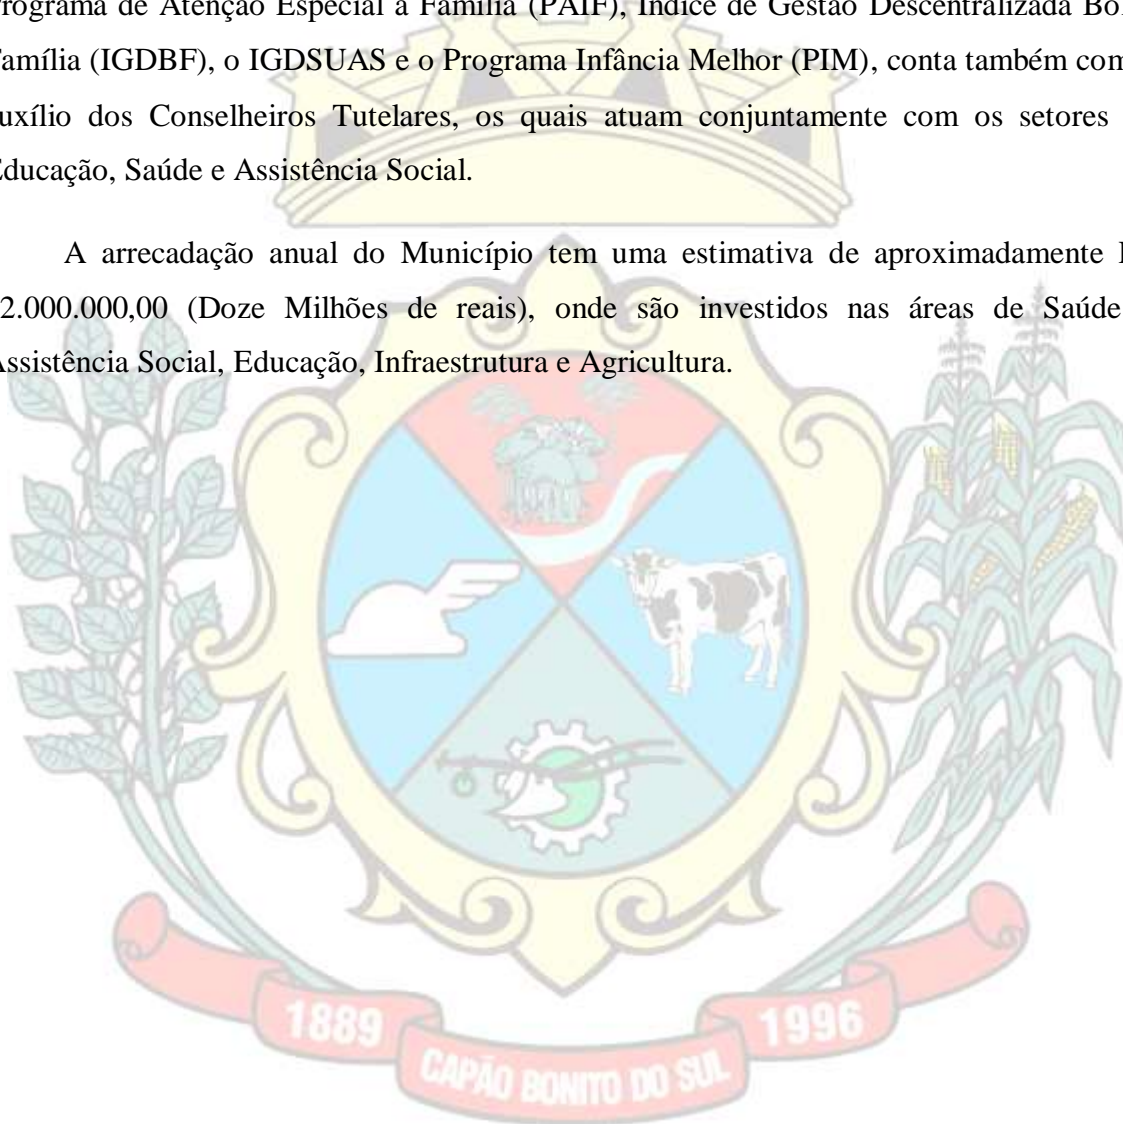 Programa de Atenção Especial à Família (PAIF), Índice de Gestão Descentralizada
Família (IGDBF), o IGDSUAS e o Programa Infância Melhor (PIM), conta também com
auxílio dos Conselheiros Tutelares, os quais atuam conjuntamente com os setores
Educação, Saúde e Assistência Social.
A arrecadação anual do Município tem uma estimativa de aproximadamente
2.000.000,00 (Doze Milhões de reais), onde são investidos nas áreas de Saúde
Assistência Social, Educação, Infraestrutura e Agricultura.
1889
1996
CAPÃO BONITO DO SUL